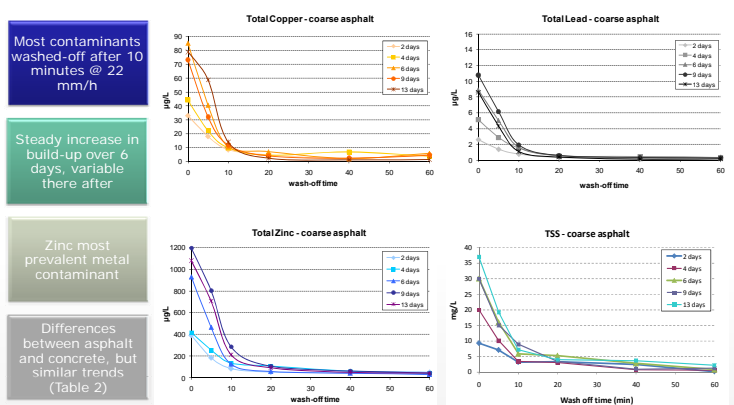 Most contaminants
washed-off after 10
minutes @ 22
mm/h
Steady increase in
build-up over 6
days, variable
there after
Zinc most
prevalent metal
contaminant
Differences
between asphalt
and concrete, but
similar trends
(Table 2)
Total Copper - coarse asphalt
90
80
70
60
50
40
30
20
10
0
µg/L
0 10 20 30 40 50 60
wash-off time
2 days
4 days
6 days
9 days
13 days
Total Lead - coarse asphalt
16
14
12
10
8
6
4
2
0
µg/L
0 10 20 30 40 50 60
wash-off time
2 days
4 days
6 days
9 days
13 days
Total Zinc - coarse asphalt
1200
1000
800
600
400
200
0
µg/L
0 10 20 30 40 50 60
2 days
4 days
6 days
9 days
13 days
TSS - coarse asphalt
40
35
30
25
20
15
10
5
0
mg/L
0 10 20 30 40 50 60
Wash off time (min)
2 days
4 days
6 days
9 days
13 days